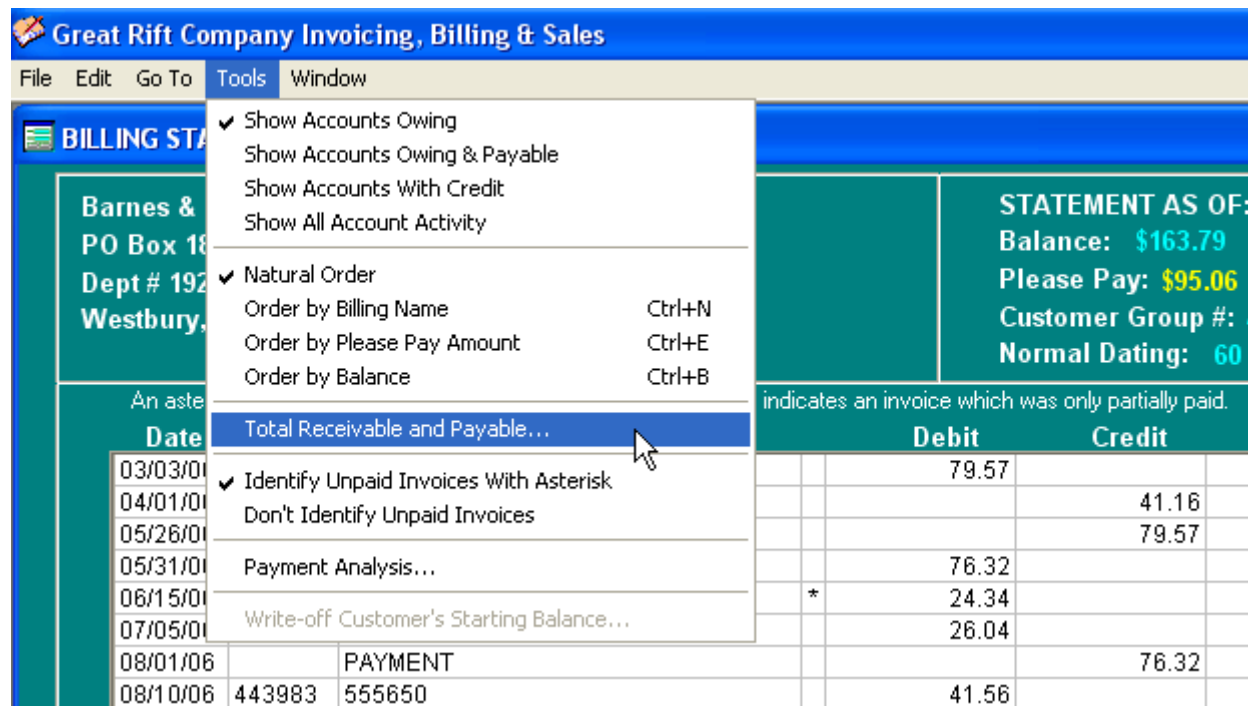 Great Rift Company Invoicing, Billing & Sales
File Edit Go To Tools Window
BILLING STA
Show Accounts Owing
Show Accounts Owing & Payable
Show Accounts With Credit
Show All Account Activity
Natural Order
Order by Billing Name Ctrl+N
Order by Please Pay Amount Ctrl+E
Order by Balance Ctrl+B
Total Receivable and Payable...
Identify Unpaid Invoices With Asterisk
Don't Identify Unpaid Invoices
Payment Analysis...
Write-off Customer's Starting Balance...
Barnes &
PO Box 18
Dept # 192
Westbury,
STATEMENT AS OF:
Balance: $163.79
Please Pay: $95.06
Customer Group #:
Normal Dating: 60
An aste indicates an invoice which was only partially paid.
Date Debit Credit
03/03/0 79.57
04/01/0 41.16
05/26/0 79.57
05/31/0 76.32
06/15/0 * 24.34
07/05/0 26.04
08/01/06 PAYMENT 76.32
08/10/06 443983 555650 41.56